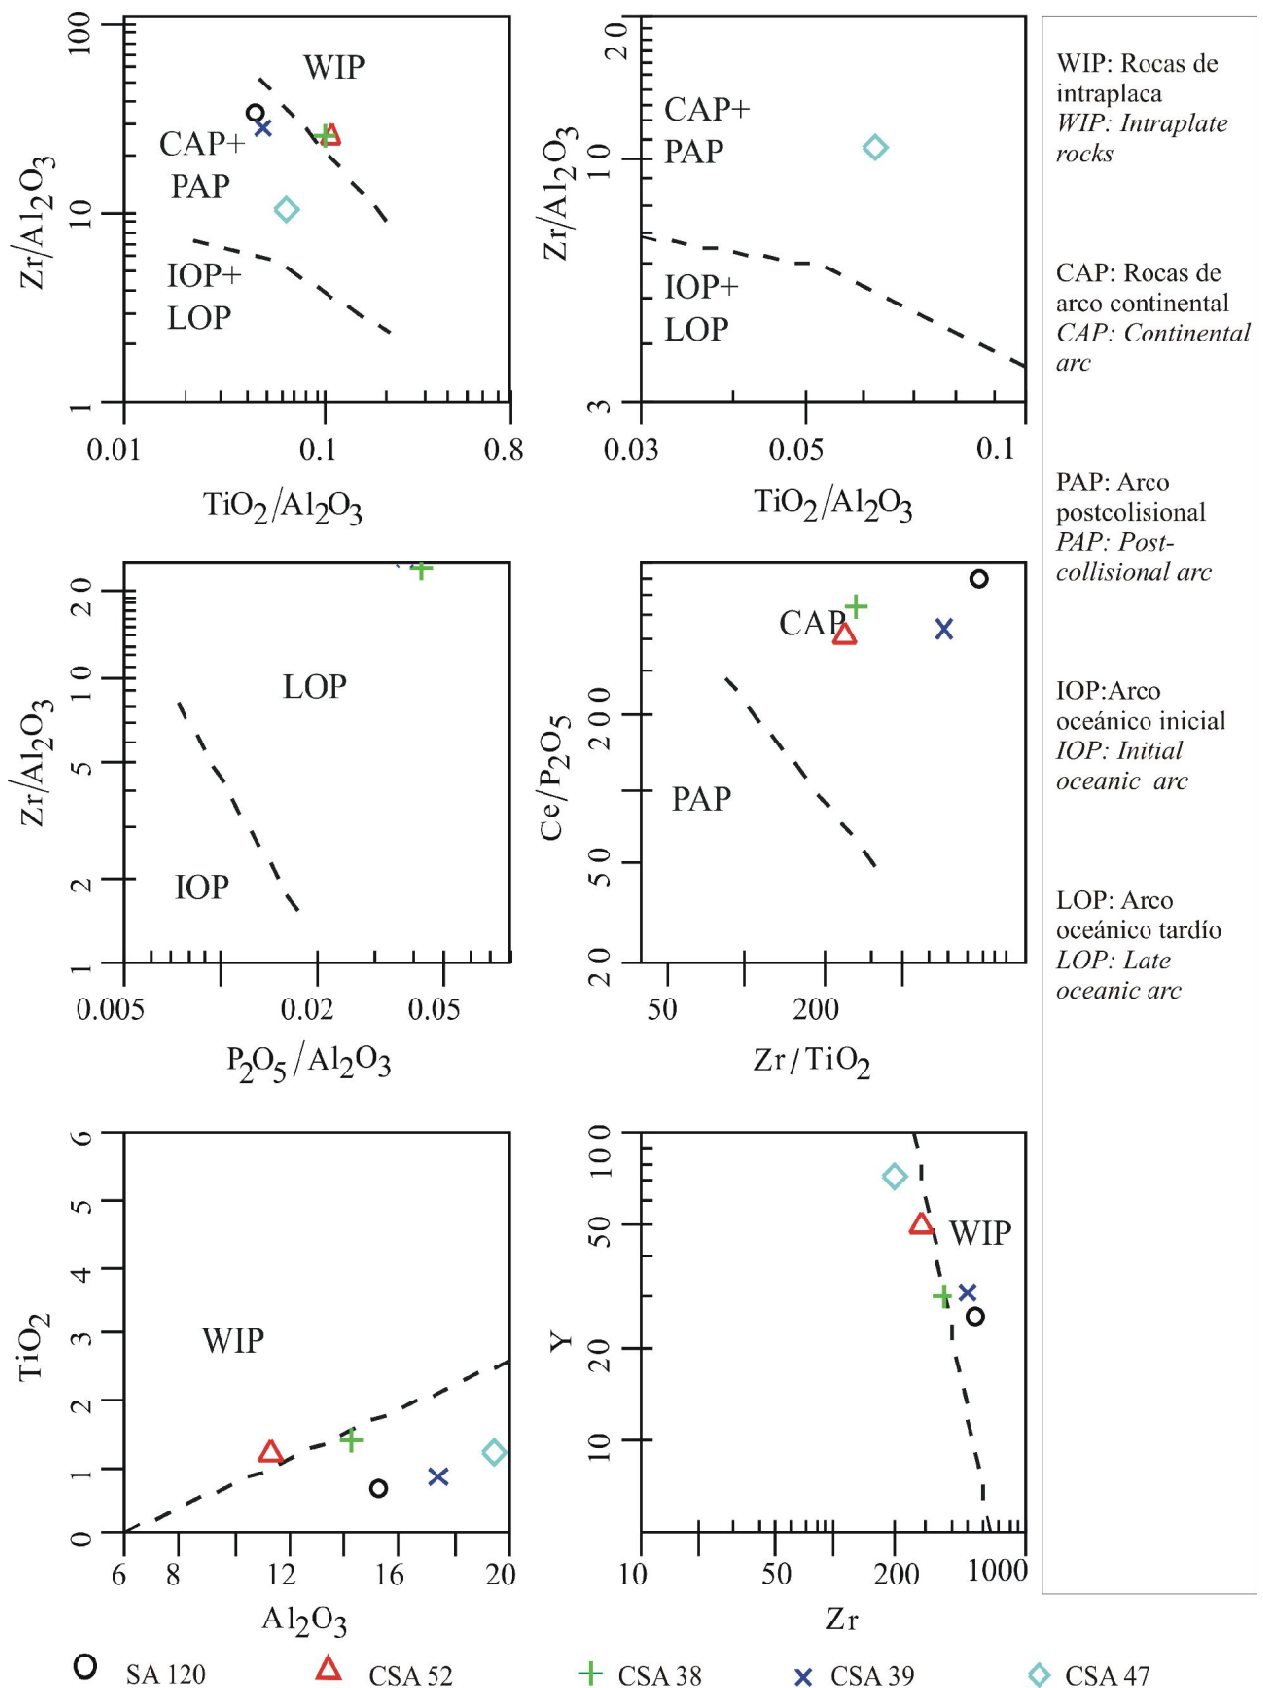 100
10
1
Zr/Al2O3
WIP
CAP+
PAP
IOP+
LOP
0.01 0.1 0.8
TiO2/Al2O3
20
10
3
Zr/Al2O3
CAP+
PAP
IOP+
LOP
0.03 0.05 0.1
TiO2/Al2O3
20
10
5
2
1
Zr/Al2O3
LOP
IOP
0.005 0.02 0.05
P2O5/Al2O3
200
50
20
Ce/P2O5
CAP
PAP
50 200
Zr/TiO2
6
5
4
3
2
1
0
TiO2
WIP
6 8 12 16 20
Al2O3
100
50
20
10
Y
WIP
10 50 200 1000
Zr
WIP: Rocas de
intraplaca
WIP: Intraplate
rocks
CAP: Rocas de
arco continental
CAP: Continental
arc
PAP: Arco
postcolisional
PAP: Post-
collisional arc
IOP:Arco
oceánico inicial
IOP: Initial
oceanic arc
LOP: Arco
oceánico tardío
LOP: Late
oceanic arc
SA 120 CSA 52 CSA 38 CSA 39 CSA 47